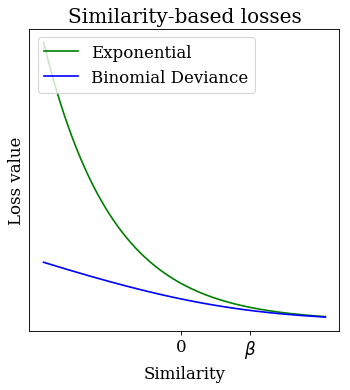 Similarity-based losses
Exponential
Binomial Deviance
Loss value
0 β
Similarity